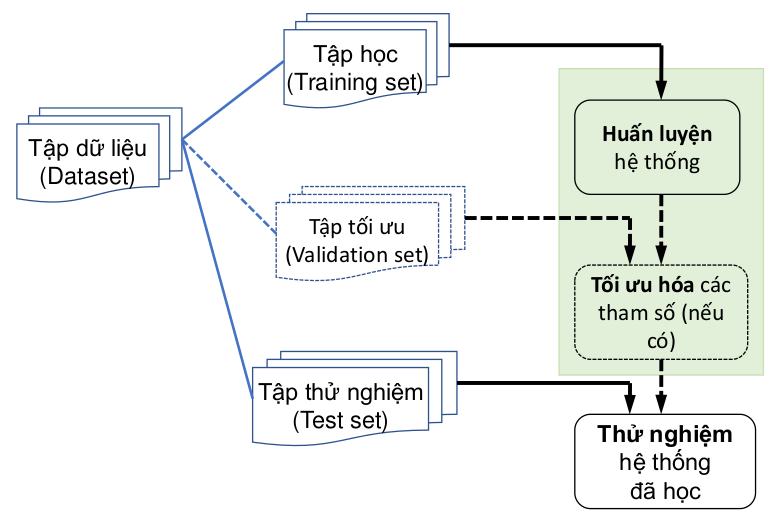 Tập học
(Training set)
Huấn luyện
hệ thống
Tập dữ liệu
(Dataset)
Tập tối ưu
(Validation set)
Tối ưu hóa các
tham số (nếu
có)
Tập thử nghiệm
(Test set)
Thử nghiệm
hệ thống
đã học